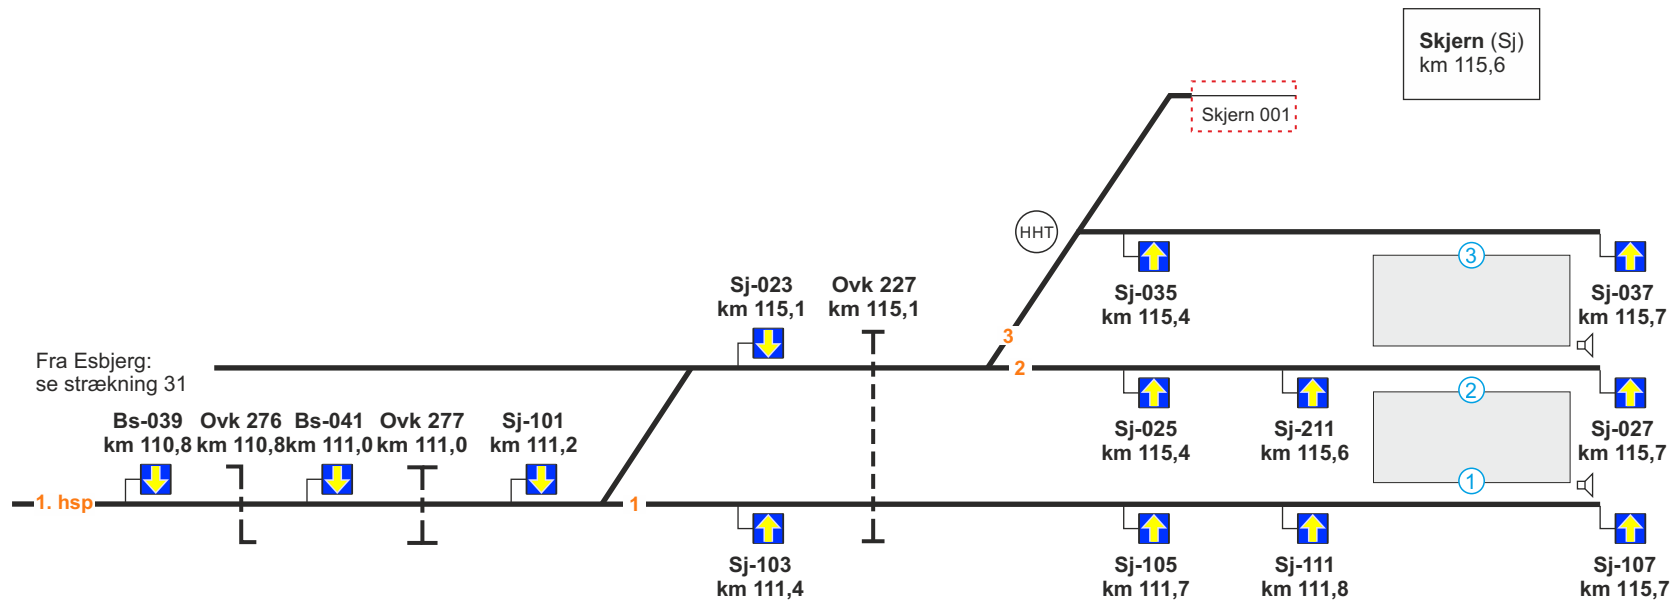 Skjern (Sj)
km 115,6
Skjern 001
HHT
3
Sj-035
km 115,4
Sj-037
km 115,7
Sj-023
km 115,1
Ovk 227
km 115,1
3
2
Fra Esbjerg:
se strækning 31
2
Sj-025
km 115,4
Sj-211
km 115,6
Sj-027
km 115,7
Bs-039
km 110,8
Ovk 276
km 110,8
Bs-041
km 111,0
Ovk 277
km 111,0
Sj-101
km 111,2
1
1. hsp
1
Sj-103
km 111,4
Sj-105
km 111,7
Sj-111
km 111,8
Sj-107
km 115,7